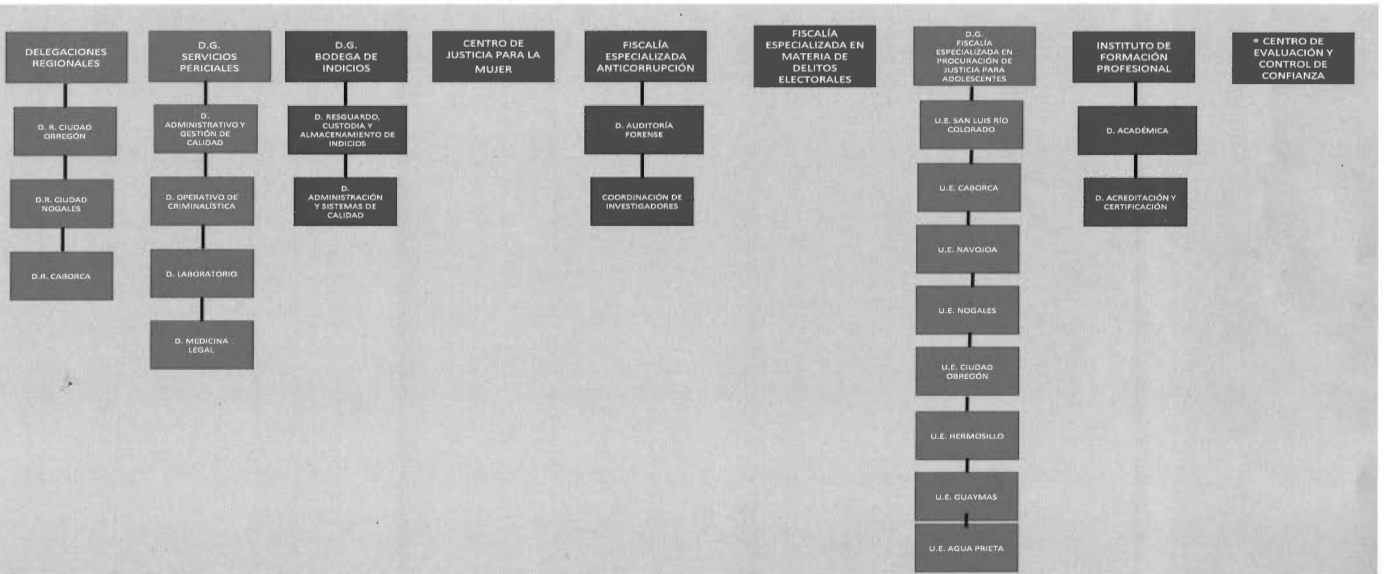 DELEGACIONES
REGIONALES
D. R. CIUDAD
OBREGÓN
D.R. CIUDAD
NOGALES
D.R. CABORCA
D.G.
SERVICIOS
PERICIALES
D.
ADMINISTRATIVO Y
GESTIÓN DE
CALIDAD
D. OPERATIVO DE
CRIMINALÍSTICA
D. LABORATORIO
D. MEDICINA
LEGAL
D.G.
BODEGA DE
INDICIOS
D. RESGUARDO,
CUSTODIA Y
ALMACENAMIENTO DE
INDICIOS
D.
ADMINISTRACIÓN
Y SISTEMAS DE
CALIDAD
CENTRO DE
JUSTICIA PARA LA
MUJER
FISCALÍA
ESPECIALIZADA
ANTICORRUPCIÓN
D. AUDITORÍA
FORENSE
COORDINACIÓN DE
INVESTIGADORES
FISCALÍA
ESPECIALIZADA EN
MATERIA DE
DELITOS
ELECTORALES
D.G.
FISCALÍA
ESPECIALIZADA EN
PROCURACIÓN DE
JUSTICIA PARA
ADOLESCENTES
U.E. SAN LUIS RÍO
COLORADO
U.E. CABORCA
U.E. NAVOJOA
U.E. NOGALES
U.E. CIUDAD
OBREGÓN
U.E. HERMOSILLO
U.E. GUAYMAS
U.E. AGUA PRIETA
INSTITUTO DE
FORMACIÓN
PROFESIONAL
D. ACADÉMICA
D. ACREDITACIÓN Y
CERTIFICACIÓN
* CENTRO DE
EVALUACIÓN Y
CONTROL DE
CONFIANZA